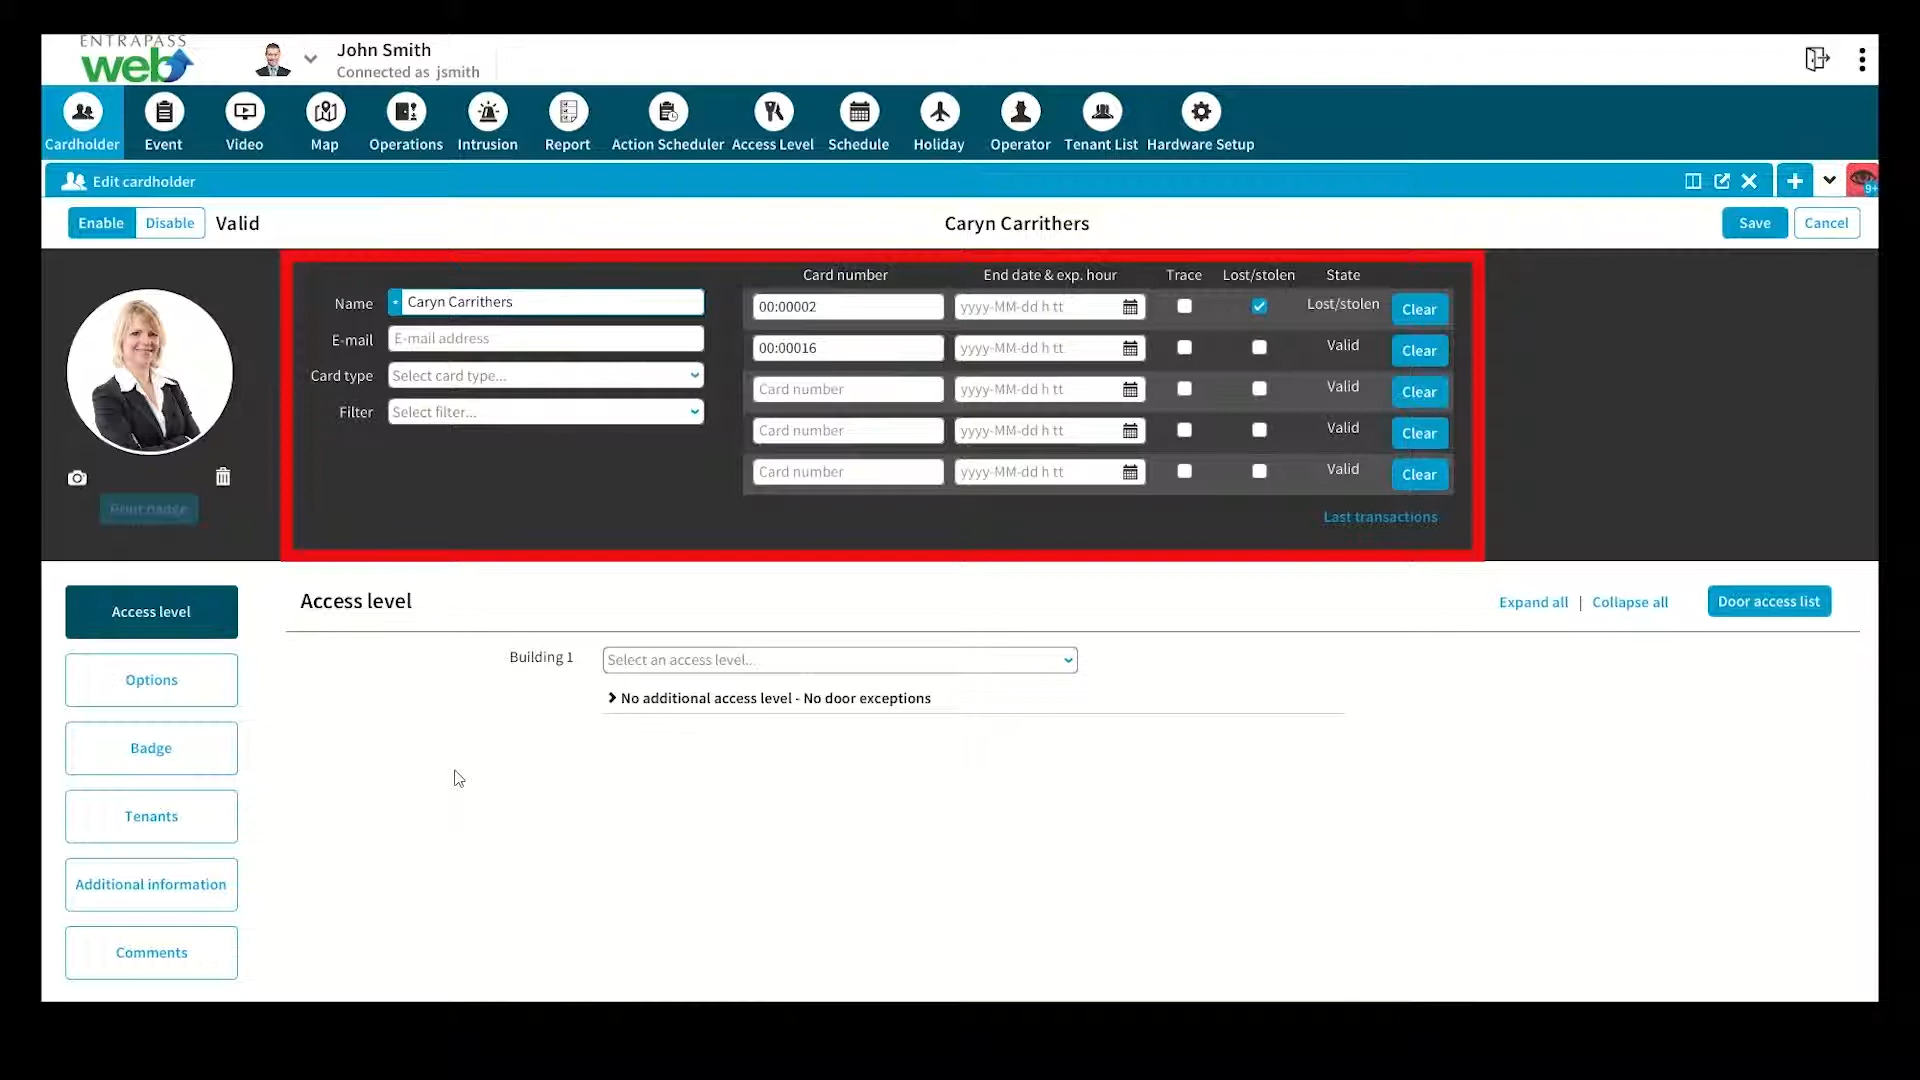 ENTRAPASS
web
John Smith
Connected as jsmith
Cardholder Event Video Map Operations Intrusion Report Action Scheduler Access Level Schedule Holiday Operator Tenant List Hardware Setup
Edit cardholder
9+
Enable Disable Valid Caryn Carrithers Save Cancel
Card number End date & exp. hour Trace Lost/stolen State
Name * Caryn Carrithers 00:00002 yyyy-MM-dd h tt Lost/stolen Clear
E-mail E-mail address 00:00016 yyyy-MM-dd h tt Valid Clear
Card type Select card type... Card number yyyy-MM-dd h tt Valid Clear
Filter Select filter... Card number yyyy-MM-dd h tt Valid Clear
Card number yyyy-MM-dd h tt Valid Clear
Print badge
Last transactions
Access level
Options
Badge
Tenants
Additional information
Comments
Access level Expand all | Collapse all Door access list
Building 1 Select an access level...
No additional access level - No door exceptions